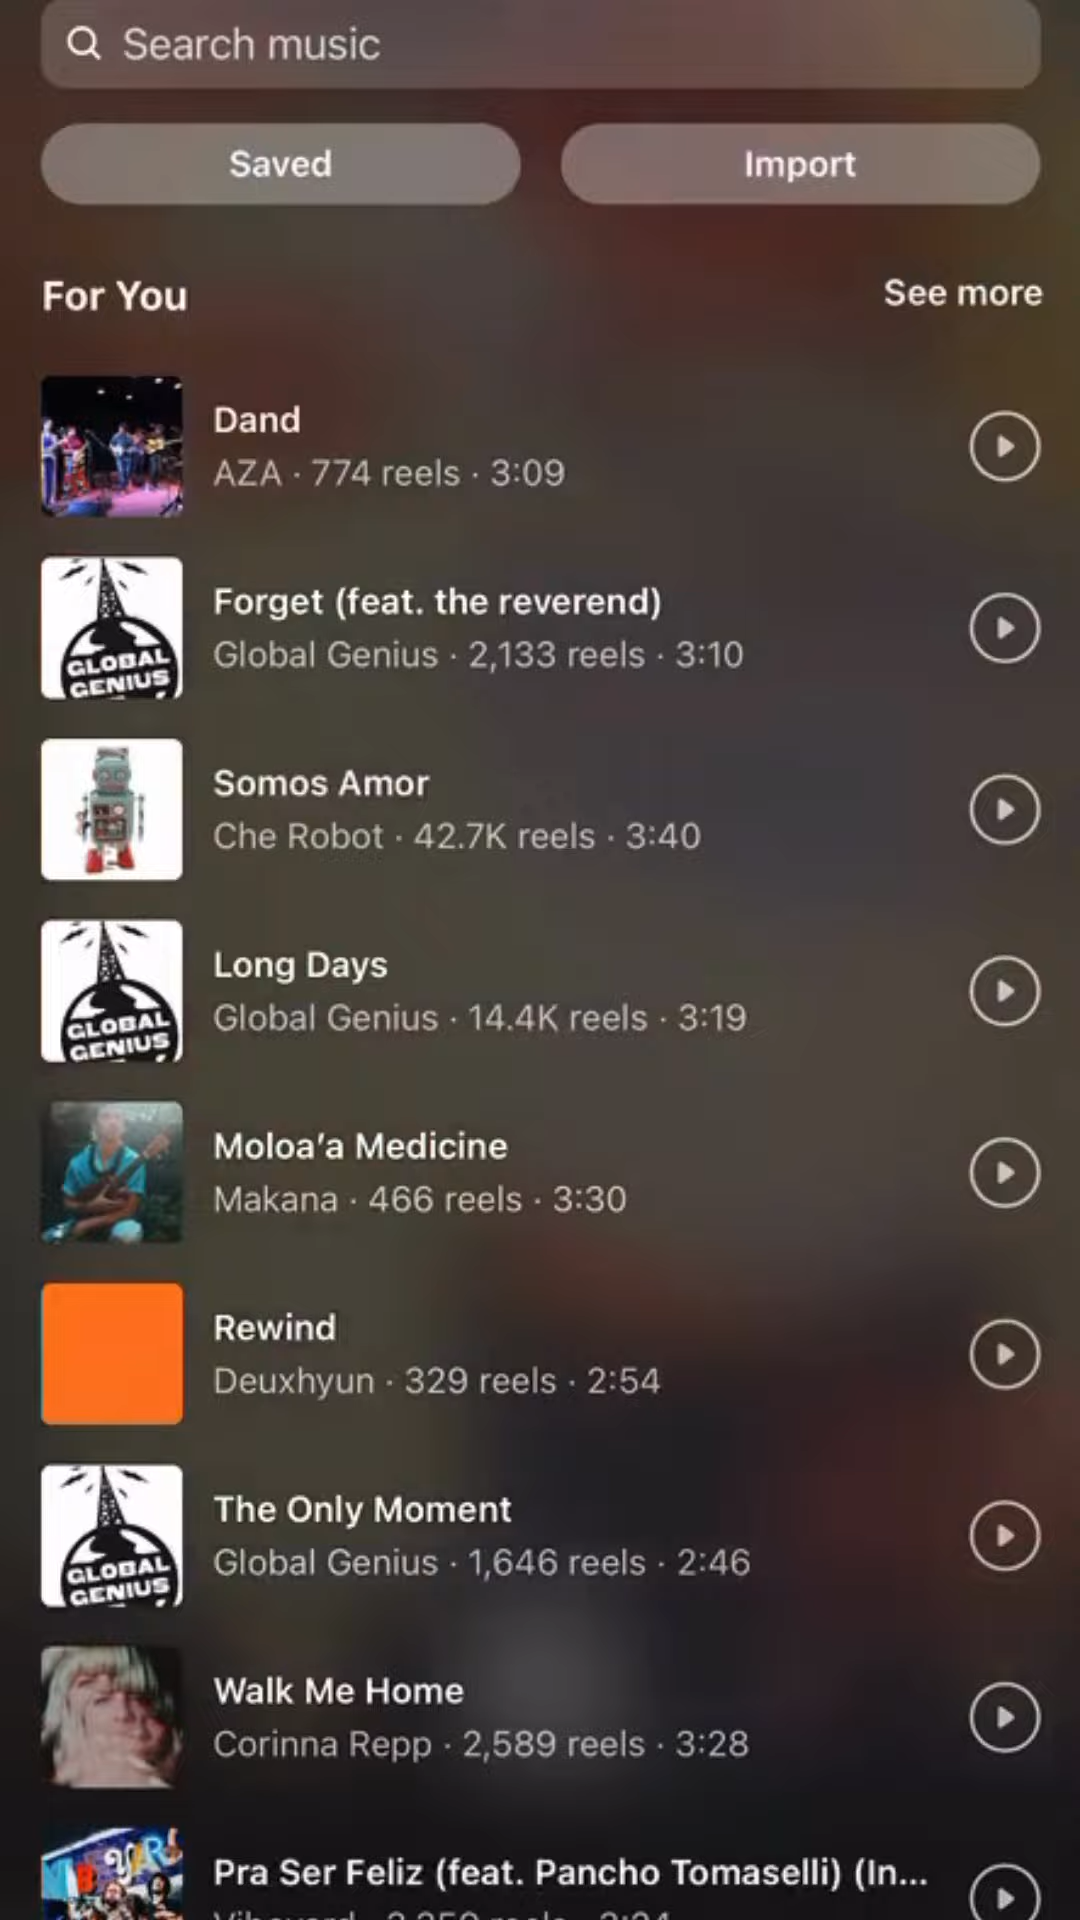 Search music
Saved
Import
For You
See more
Dand
AZA · 774 reels · 3:09
GLOBAL
GENIUS
Forget (feat. the reverend)
Global Genius · 2,133 reels · 3:10
Somos Amor
Che Robot · 42.7K reels · 3:40
GLOBAL
GENIUS
Long Days
Global Genius · 14.4K reels · 3:19
Moloa‘a Medicine
Makana · 466 reels · 3:30
Rewind
Deuxhyun · 329 reels · 2:54
GLOBAL
GENIUS
The Only Moment
Global Genius · 1,646 reels · 2:46
Walk Me Home
Corinna Repp · 2,589 reels · 3:28
Pra Ser Feliz (feat. Pancho Tomaselli) (In...